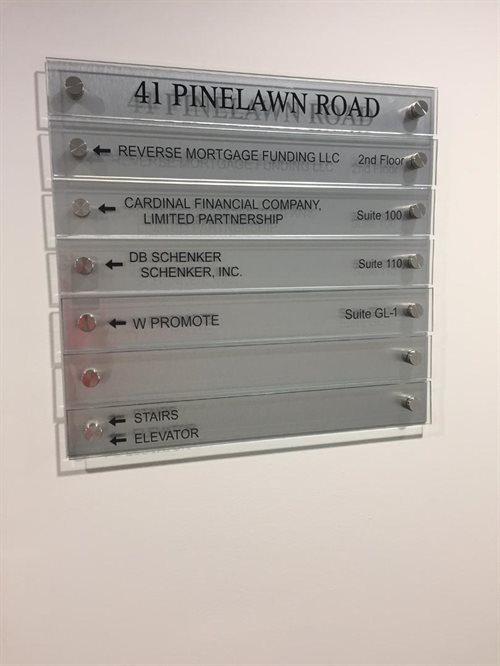 41 PINELAWN ROAD
← REVERSE MORTGAGE FUNDING LLC 2nd Floor
← CARDINAL FINANCIAL COMPANY,
LIMITED PARTNERSHIP Suite 100
← DB SCHENKER
SCHENKER, INC. Suite 110
← W PROMOTE Suite GL-1
← STAIRS
← ELEVATOR